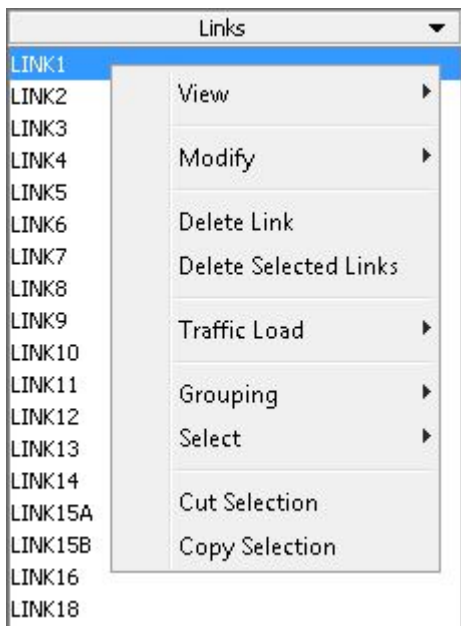 Links
LINK1
LINK2
LINK3
LINK4
LINK5
LINK6
LINK7
LINK8
LINK9
LINK10
LINK11
LINK12
LINK13
LINK14
LINK15A
LINK15B
LINK16
LINK18
View
Modify
Delete Link
Delete Selected Links
Traffic Load
Grouping
Select
Cut Selection
Copy Selection